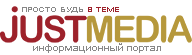 просто будь в теме
JUSTMEDIA
информационный портал